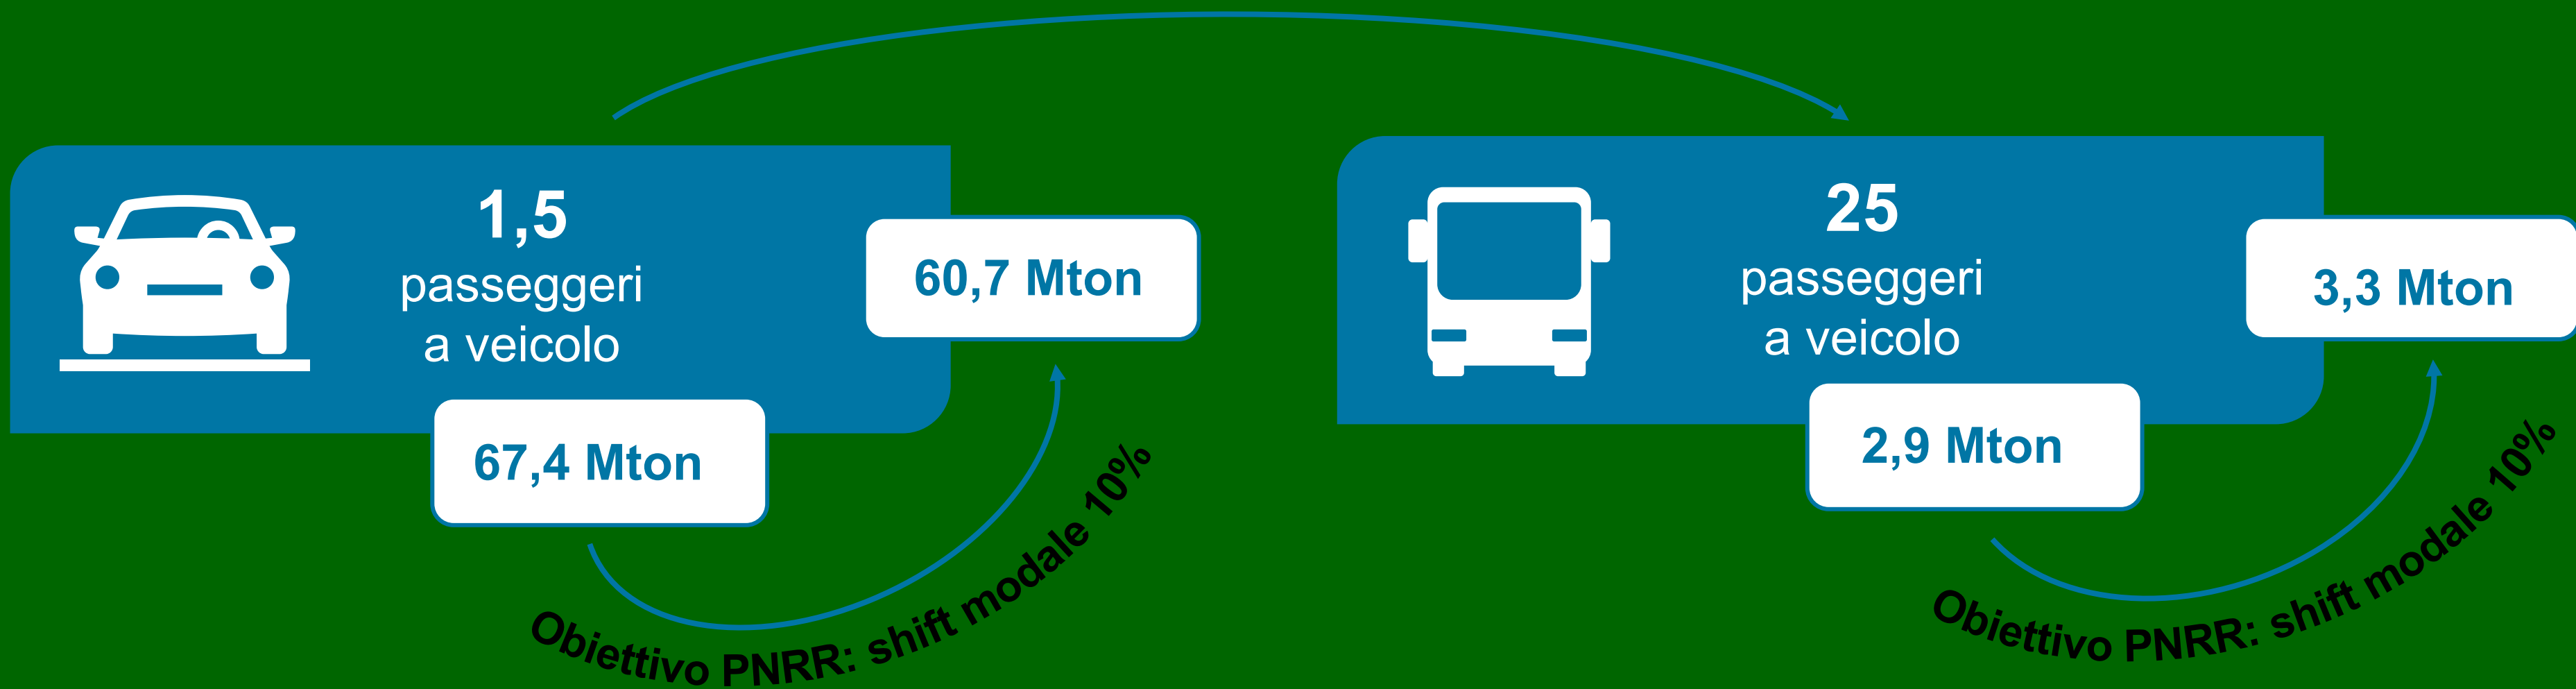 1,5
passeggeri
a veicolo
60,7 Mton
67,4 Mton
Obiettivo PNRR: shift modale 10%
25
passeggeri
a veicolo
3,3 Mton
2,9 Mton
Obiettivo PNRR: shift modale 10%